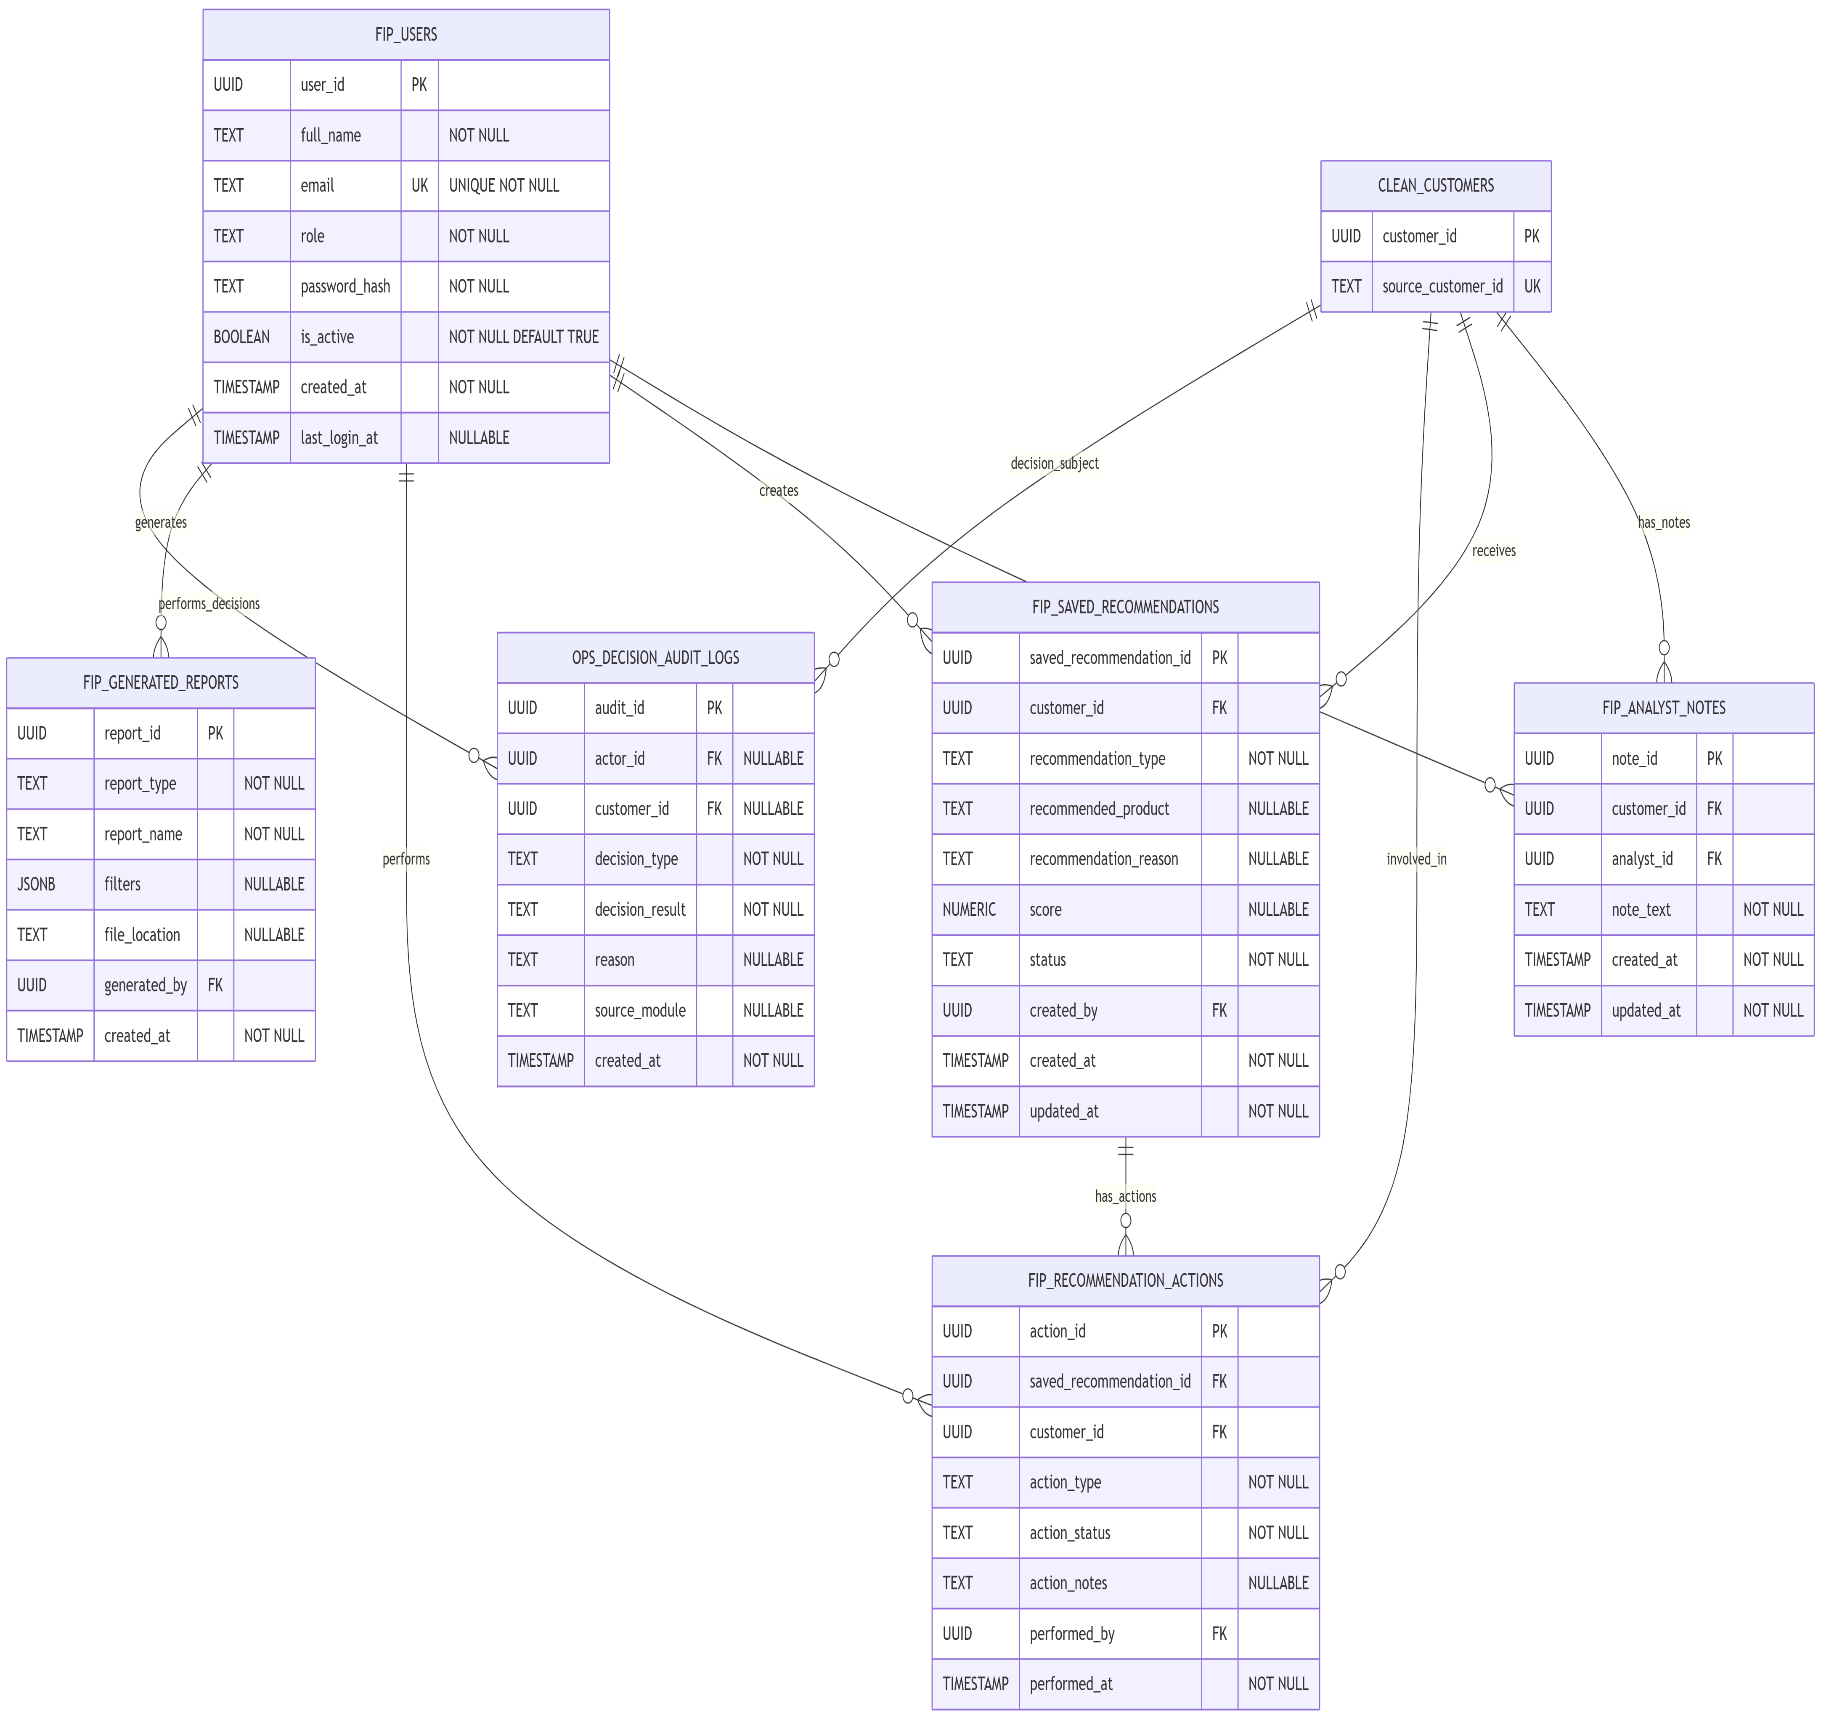 FIP_USERS
UUID user_id PK
TEXT full_name NOT NULL
TEXT email UK UNIQUE NOT NULL
TEXT role NOT NULL
TEXT password_hash NOT NULL
BOOLEAN is_active NOT NULL DEFAULT TRUE
TIMESTAMP created_at NOT NULL
TIMESTAMP last_login_at NULLABLE
CLEAN_CUSTOMERS
UUID customer_id PK
TEXT source_customer_id UK
decision_subject
creates
generates
has_notes
receives
performs_decisions
FIP_GENERATED_REPORTS
UUID report_id PK
TEXT report_type NOT NULL
TEXT report_name NOT NULL
JSONB filters NULLABLE
TEXT file_location NULLABLE
UUID generated_by FK
TIMESTAMP created_at NOT NULL
OPS_DECISION_AUDIT_LOGS
UUID audit_id PK
UUID actor_id FK NULLABLE
UUID customer_id FK NULLABLE
TEXT decision_type NOT NULL
TEXT decision_result NOT NULL
TEXT reason NULLABLE
TEXT source_module NULLABLE
TIMESTAMP created_at NOT NULL
FIP_SAVED_RECOMMENDATIONS
UUID saved_recommendation_id PK
UUID customer_id FK
TEXT recommendation_type NOT NULL
TEXT recommended_product NULLABLE
TEXT recommendation_reason NULLABLE
NUMERIC score NULLABLE
TEXT status NOT NULL
UUID created_by FK
TIMESTAMP created_at NOT NULL
TIMESTAMP updated_at NOT NULL
FIP_ANALYST_NOTES
UUID note_id PK
UUID customer_id FK
UUID analyst_id FK
TEXT note_text NOT NULL
TIMESTAMP created_at NOT NULL
TIMESTAMP updated_at NOT NULL
performs
involved_in
has_actions
FIP_RECOMMENDATION_ACTIONS
UUID action_id PK
UUID saved_recommendation_id FK
UUID customer_id FK
TEXT action_type NOT NULL
TEXT action_status NOT NULL
TEXT action_notes NULLABLE
UUID performed_by FK
TIMESTAMP performed_at NOT NULL